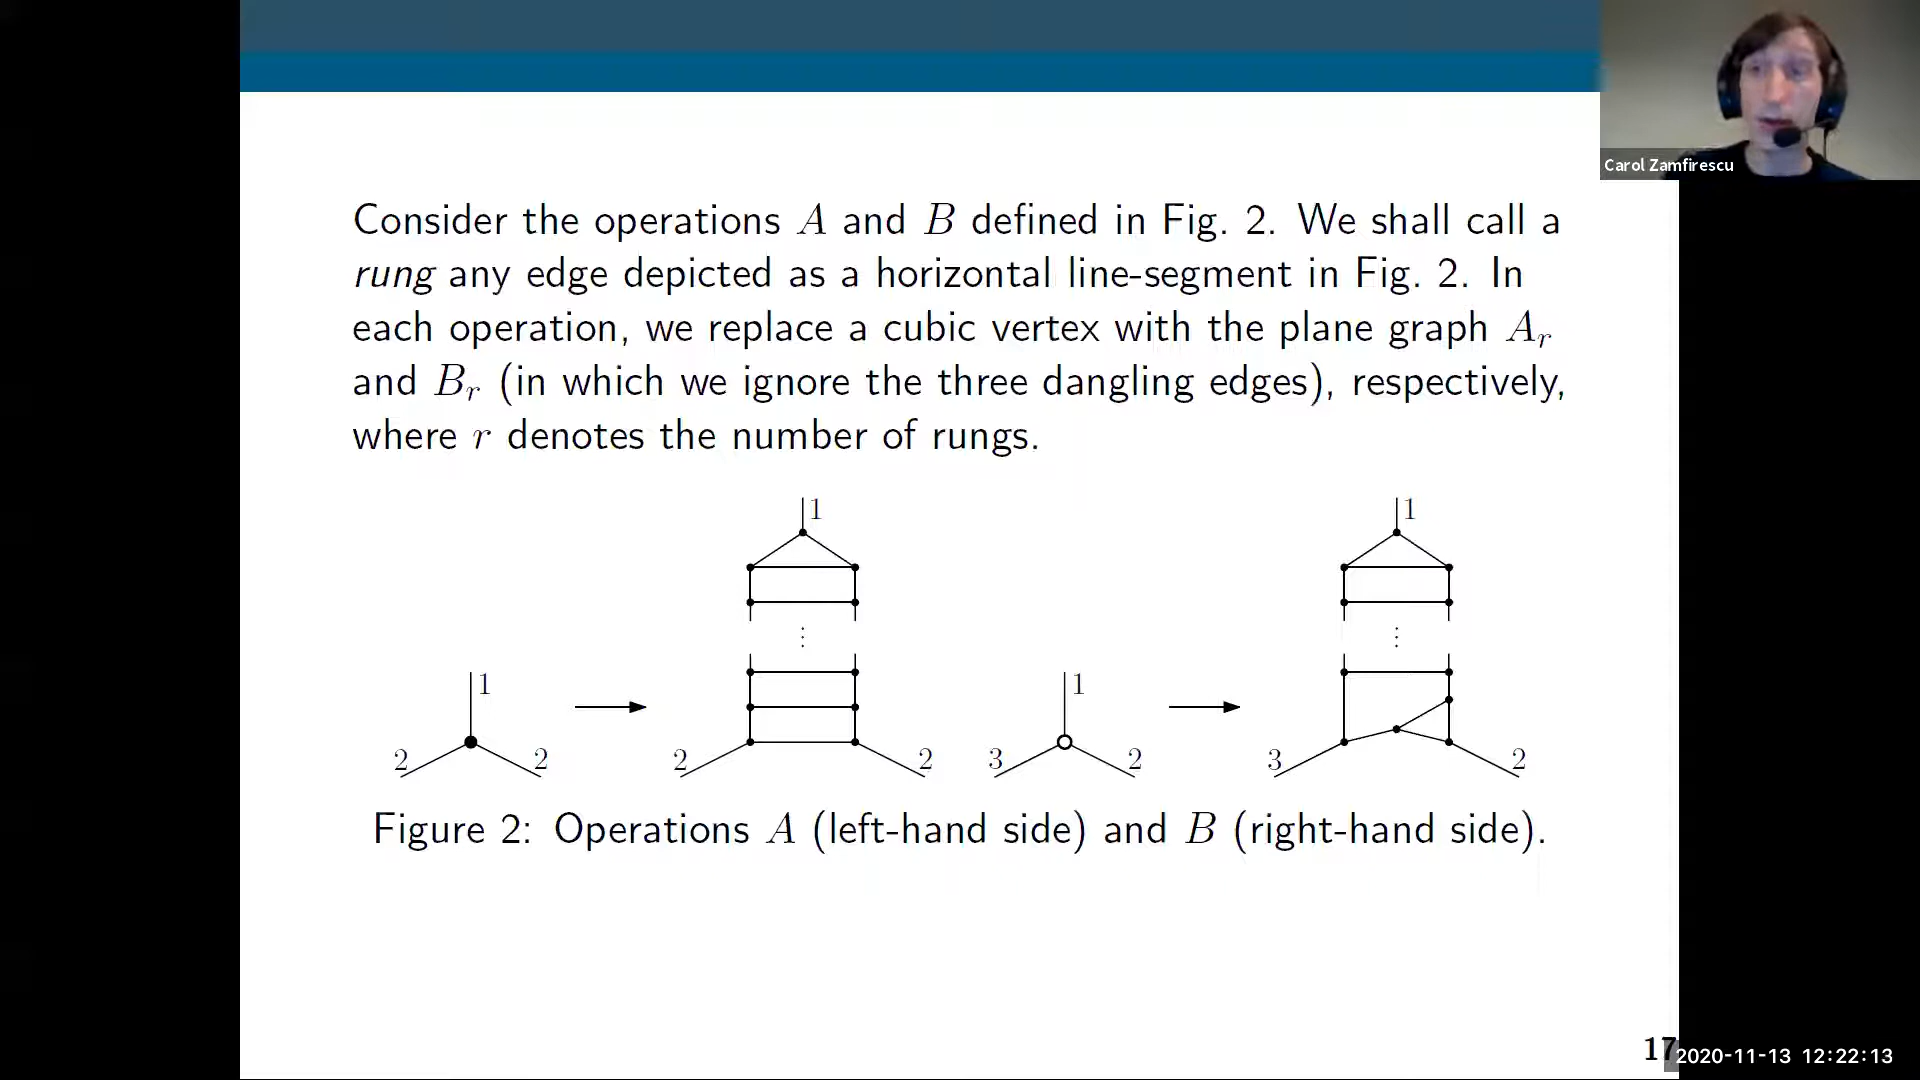 Carol Zamfirescu
Consider the operations A and B defined in Fig. 2. We shall call a
rung any edge depicted as a horizontal line-segment in Fig. 2. In
each operation, we replace a cubic vertex with the plane graph Aᵣ
and Bᵣ (in which we ignore the three dangling edges), respectively,
where r denotes the number of rungs.
1 1
⋮ ⋮
1 1
2 2 2 2 3 2 3 2
Figure 2: Operations A (left-hand side) and B (right-hand side).
17
2020-11-13 12:22:13